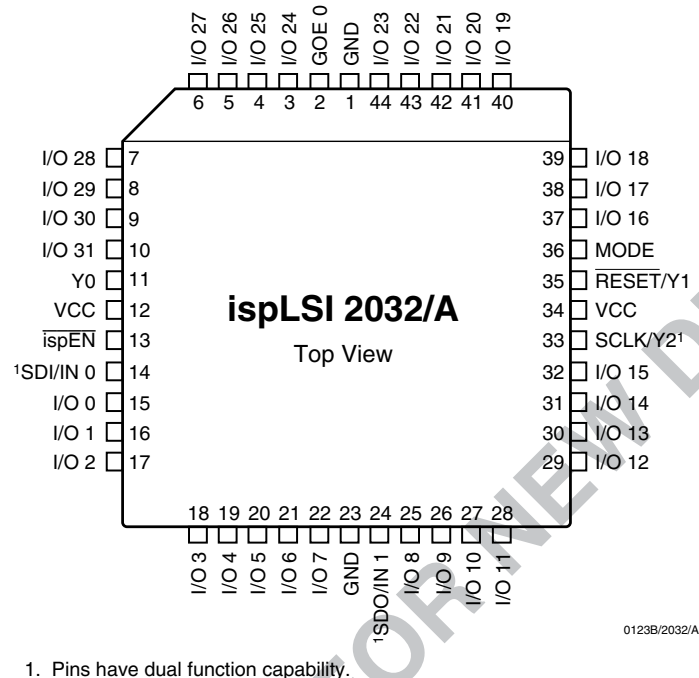 I/O 27 I/O 26 I/O 25 I/O 24 GOE 0 GND I/O 23 I/O 22 I/O 21 I/O 20 I/O 19
6 5 4 3 2 1 44 43 42 41 40
I/O 28 7 39 I/O 18
I/O 29 8 38 I/O 17
I/O 30 9 37 I/O 16
I/O 31 10 36 MODE
Y0 11 35 RESET/Y1
VCC 12 34 VCC
ispEN 13 33 SCLK/Y2¹
¹SDI/IN 0 14 32 I/O 15
I/O 0 15 31 I/O 14
I/O 1 16 30 I/O 13
I/O 2 17 29 I/O 12
ispLSI 2032/A
Top View
18 19 20 21 22 23 24 25 26 27 28
I/O 3 I/O 4 I/O 5 I/O 6 I/O 7 GND ¹SDO/IN 1 I/O 8 I/O 9 I/O 10 I/O 11
0123B/2032/A
1. Pins have dual function capability.
FOR NEW D